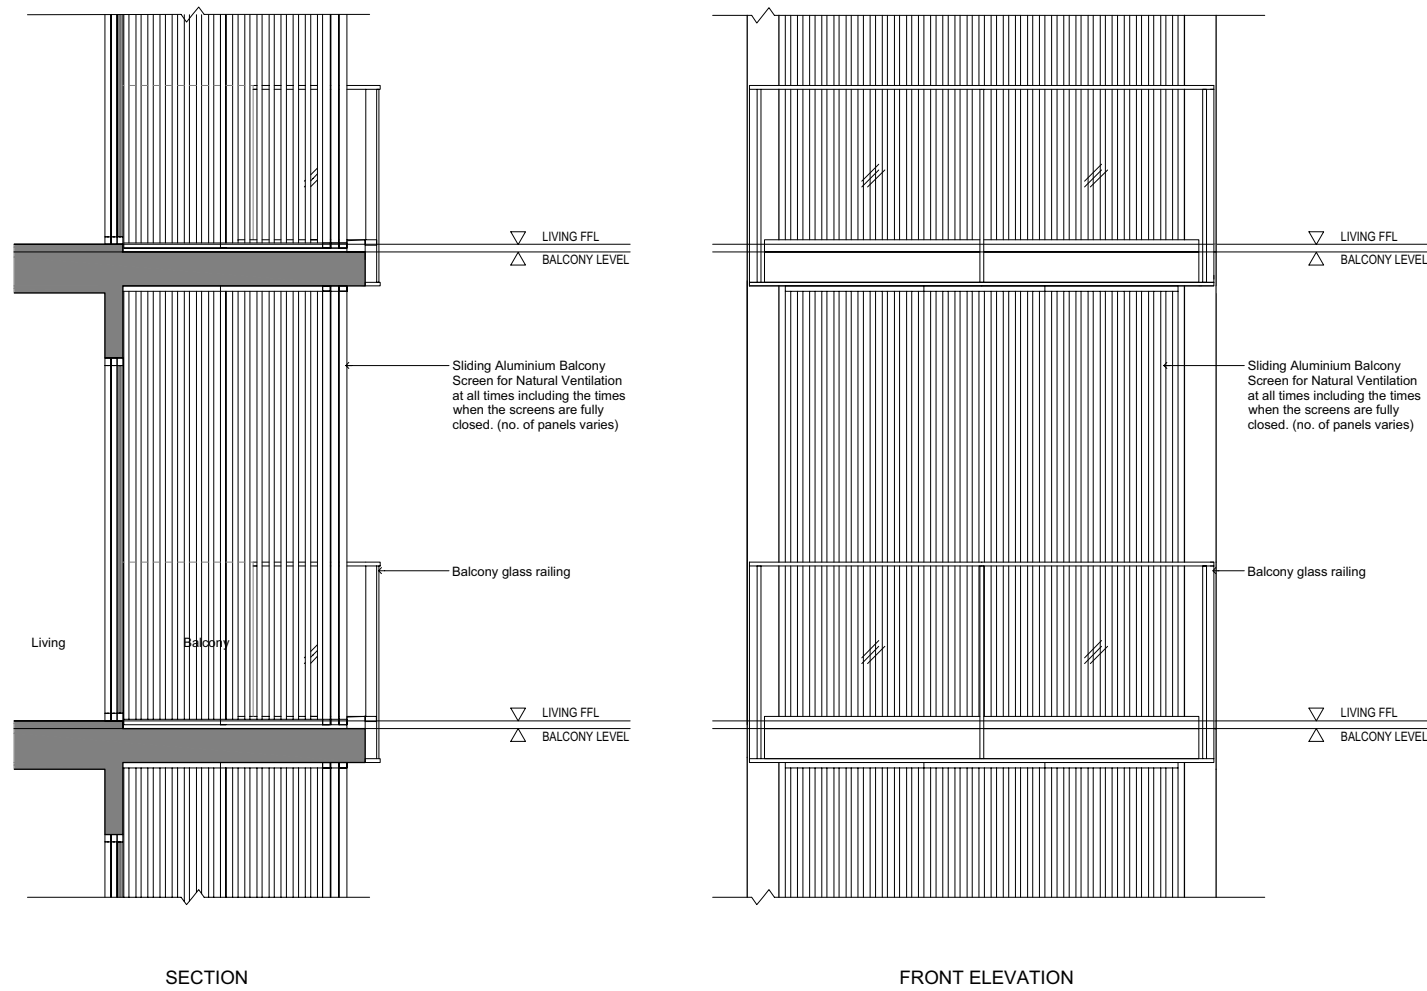 LIVING FFL
BALCONY LEVEL
Sliding Aluminium Balcony
Screen for Natural Ventilation
at all times including the times
when the screens are fully
closed. (no. of panels varies)
Balcony glass railing
Living
Balcony
LIVING FFL
BALCONY LEVEL
SECTION
LIVING FFL
BALCONY LEVEL
Sliding Aluminium Balcony
Screen for Natural Ventilation
at all times including the times
when the screens are fully
closed. (no. of panels varies)
Balcony glass railing
LIVING FFL
BALCONY LEVEL
FRONT ELEVATION